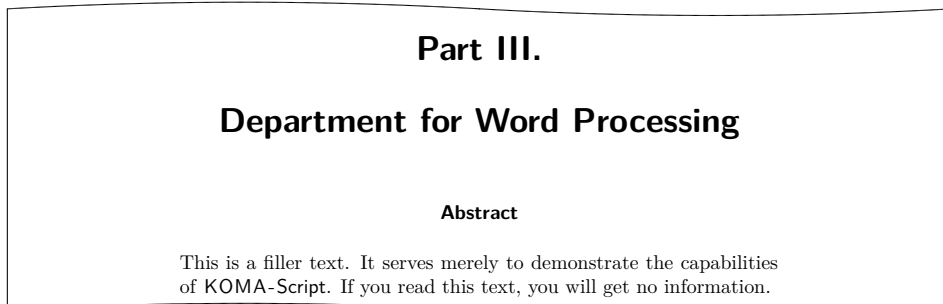 Part III.
Department for Word Processing
Abstract
This is a filler text. It serves merely to demonstrate the capabilities
of KOMA-Script. If you read this text, you will get no information.